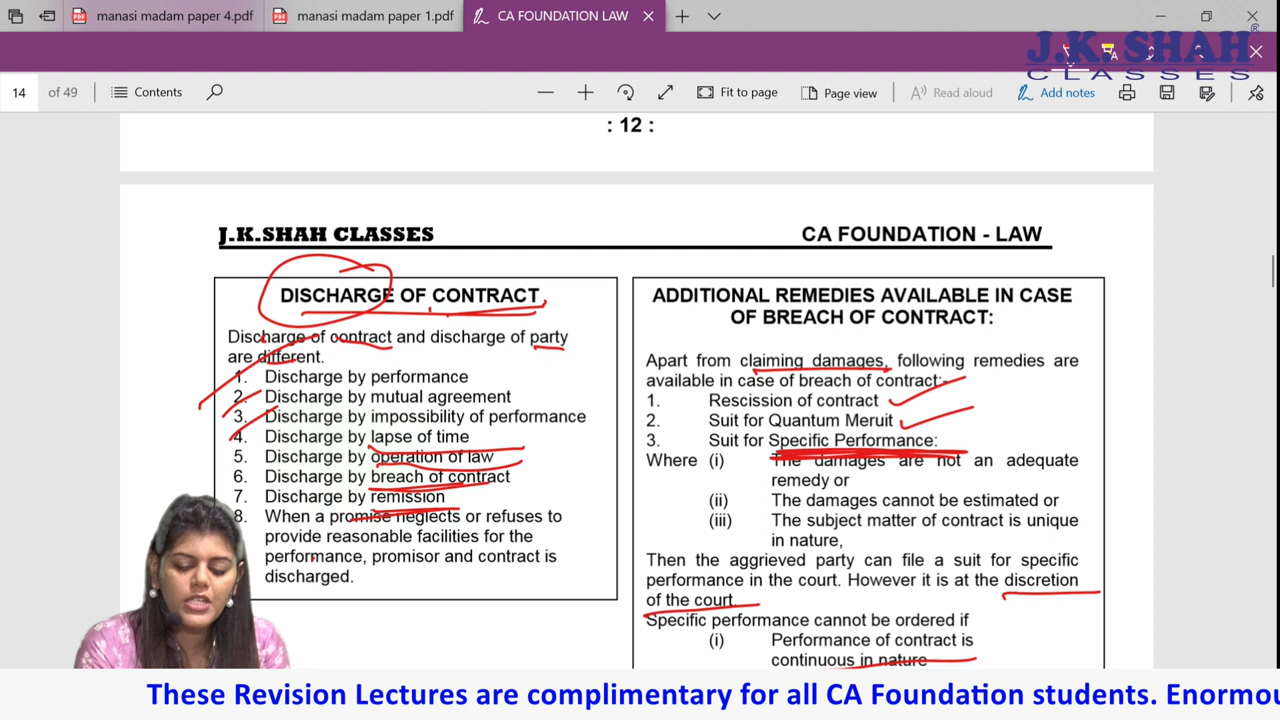 manasi madam paper 4.pdf
manasi madam paper 1.pdf
CA FOUNDATION LAW
J.K. SHAH®
CLASSES
14 of 49
Contents
Fit to page
Page view
Read aloud
Add notes
: 12 :
J.K.SHAH CLASSES
CA FOUNDATION - LAW
DISCHARGE OF CONTRACT
Discharge of contract and discharge of party
are different.
1. Discharge by performance
2. Discharge by mutual agreement
3. Discharge by impossibility of performance
4. Discharge by lapse of time
5. Discharge by operation of law
6. Discharge by breach of contract
7. Discharge by remission
8. When a promise neglects or refuses to
provide reasonable facilities for the
performance, promisor and contract is
discharged.
ADDITIONAL REMEDIES AVAILABLE IN CASE
OF BREACH OF CONTRACT:
Apart from claiming damages, following remedies are
available in case of breach of contract:-
1. Rescission of contract
2. Suit for Quantum Meruit
3. Suit for Specific Performance:
Where (i) The damages are not an adequate
remedy or
(ii) The damages cannot be estimated or
(iii) The subject matter of contract is unique
in nature,
Then the aggrieved party can file a suit for specific
performance in the court. However it is at the discretion
of the court.
Specific performance cannot be ordered if
(i) Performance of contract is
continuous in nature
These Revision Lectures are complimentary for all CA Foundation students. Enormou